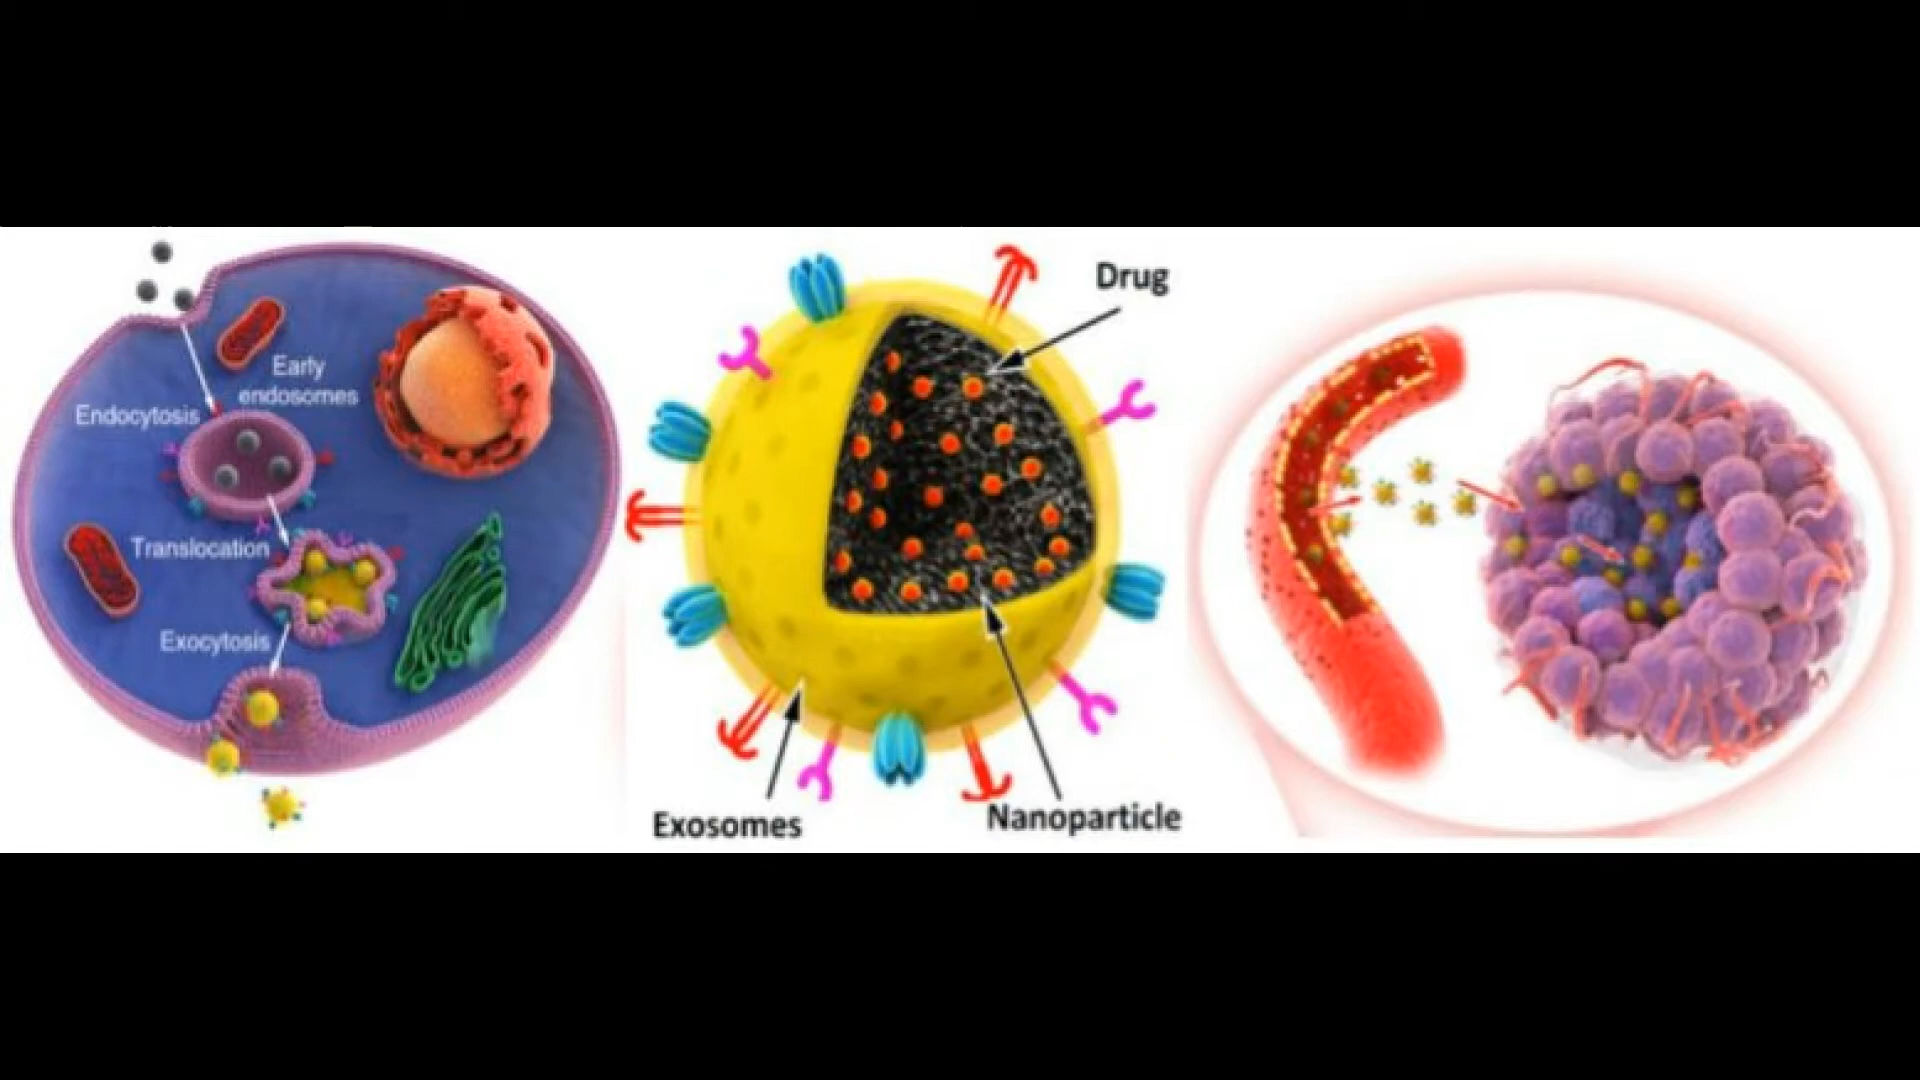 Early
endosomes
Endocytosis
Translocation
Exocytosis
Drug
Exosomes
Nanoparticle